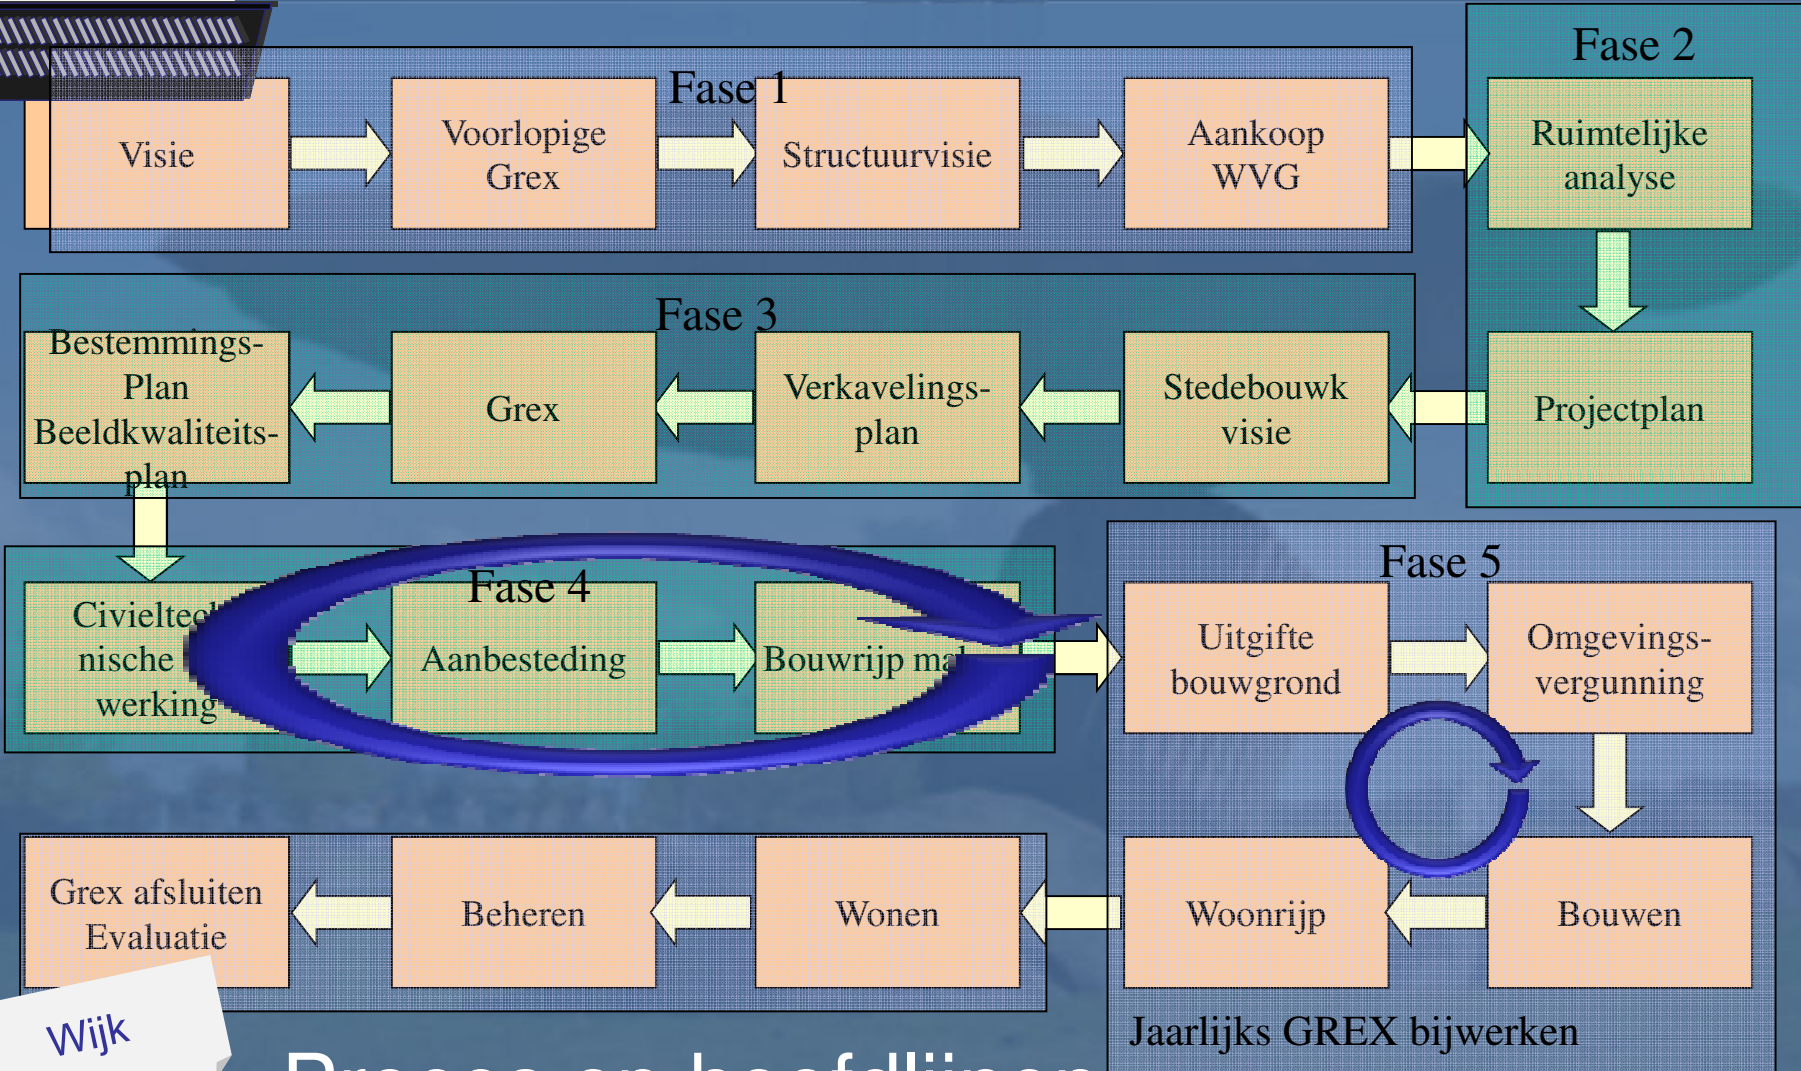 Fase 1
Visie
Voorlopige
Grex
Structuurvisie
Aankoop
WVG
Fase 2
Ruimtelijke
analyse
Projectplan
Fase 3
Stedebouwk
visie
Verkavelings-
plan
Grex
Bestemmings-
Plan
Beeldkwaliteits-
plan
Fase 4
nische
werking
Aanbesteding
Bouwrijp
Fase 5
Uitgifte
bouwgrond
Omgevings-
vergunning
Bouwen
Woonrijp
Jaarlijks GREX bijwerken
Wonen
Beheren
Grex afsluiten
Evaluatie
Wijk